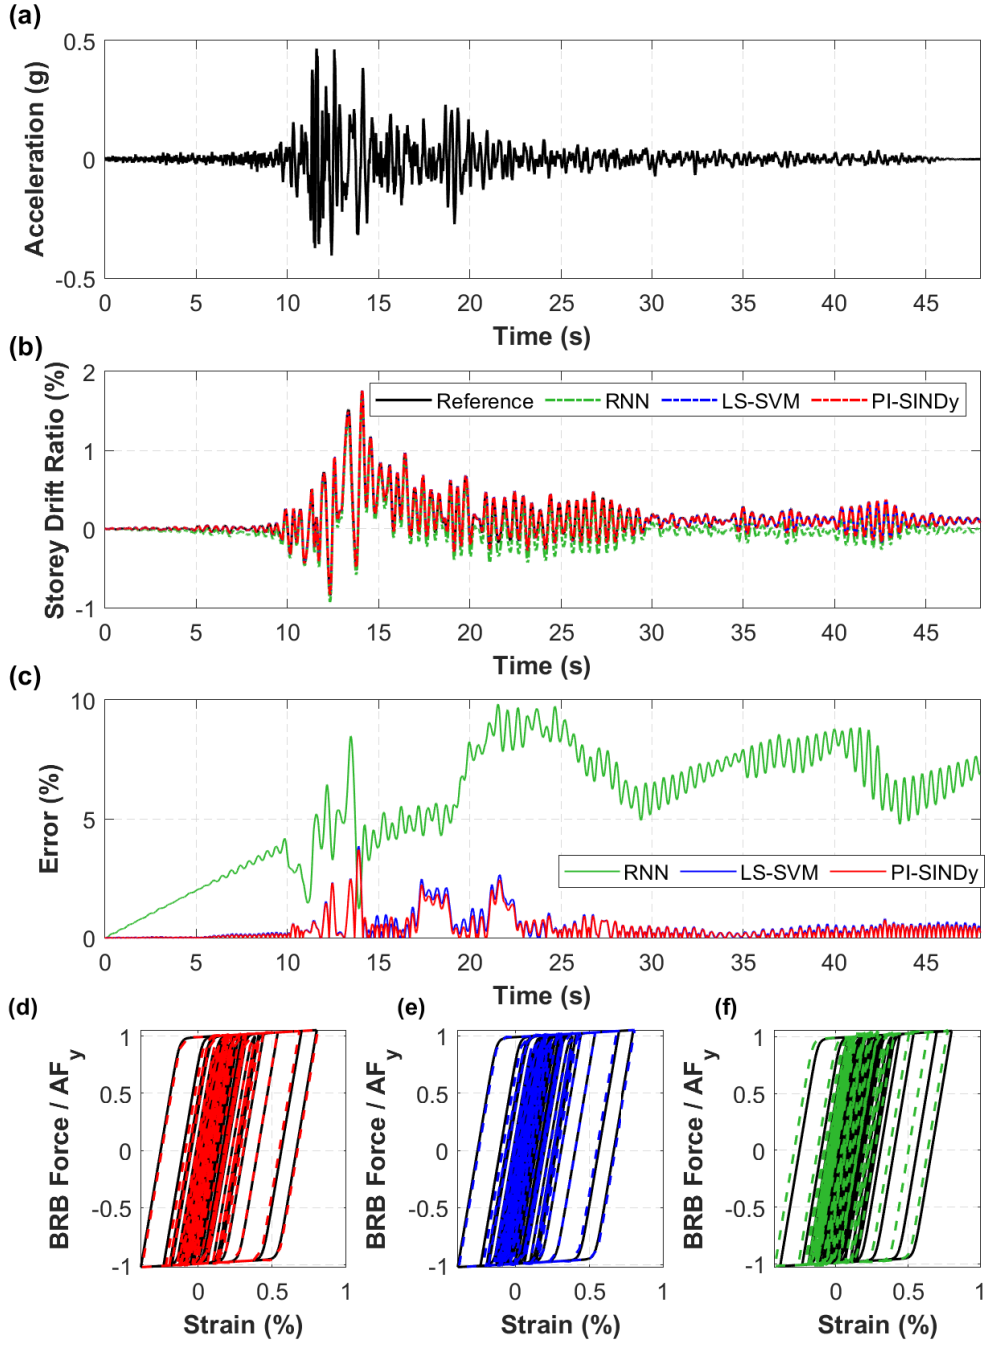 (a)
0.5
0
-0.5
Acceleration (g)
0 5 10 15 20 25 30 35 40 45
Time (s)
(b)
2
1
0
-1
Storey Drift Ratio (%)
Reference RNN LS-SVM PI-SINDy
0 5 10 15 20 25 30 35 40 45
Time (s)
(c)
10
5
0
Error (%)
RNN LS-SVM PI-SINDy
0 5 10 15 20 25 30 35 40 45
Time (s)
(d)
1
0.5
0
-0.5
-1
BRB Force / AFy
0 0.5 1
Strain (%)
(e)
1
0.5
0
-0.5
-1
BRB Force / AFy
0 0.5 1
Strain (%)
(f)
1
0.5
0
-0.5
-1
BRB Force / AFy
0 0.5 1
Strain (%)